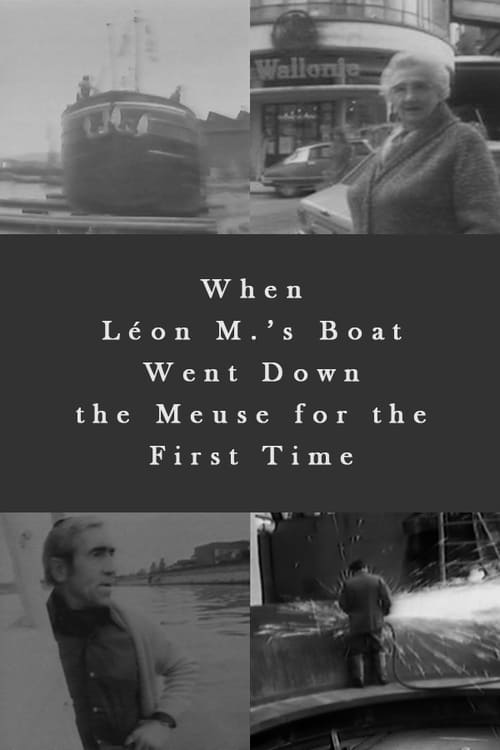 Wallonie
When
Léon M.'s Boat
Went Down
the Meuse for the
First Time